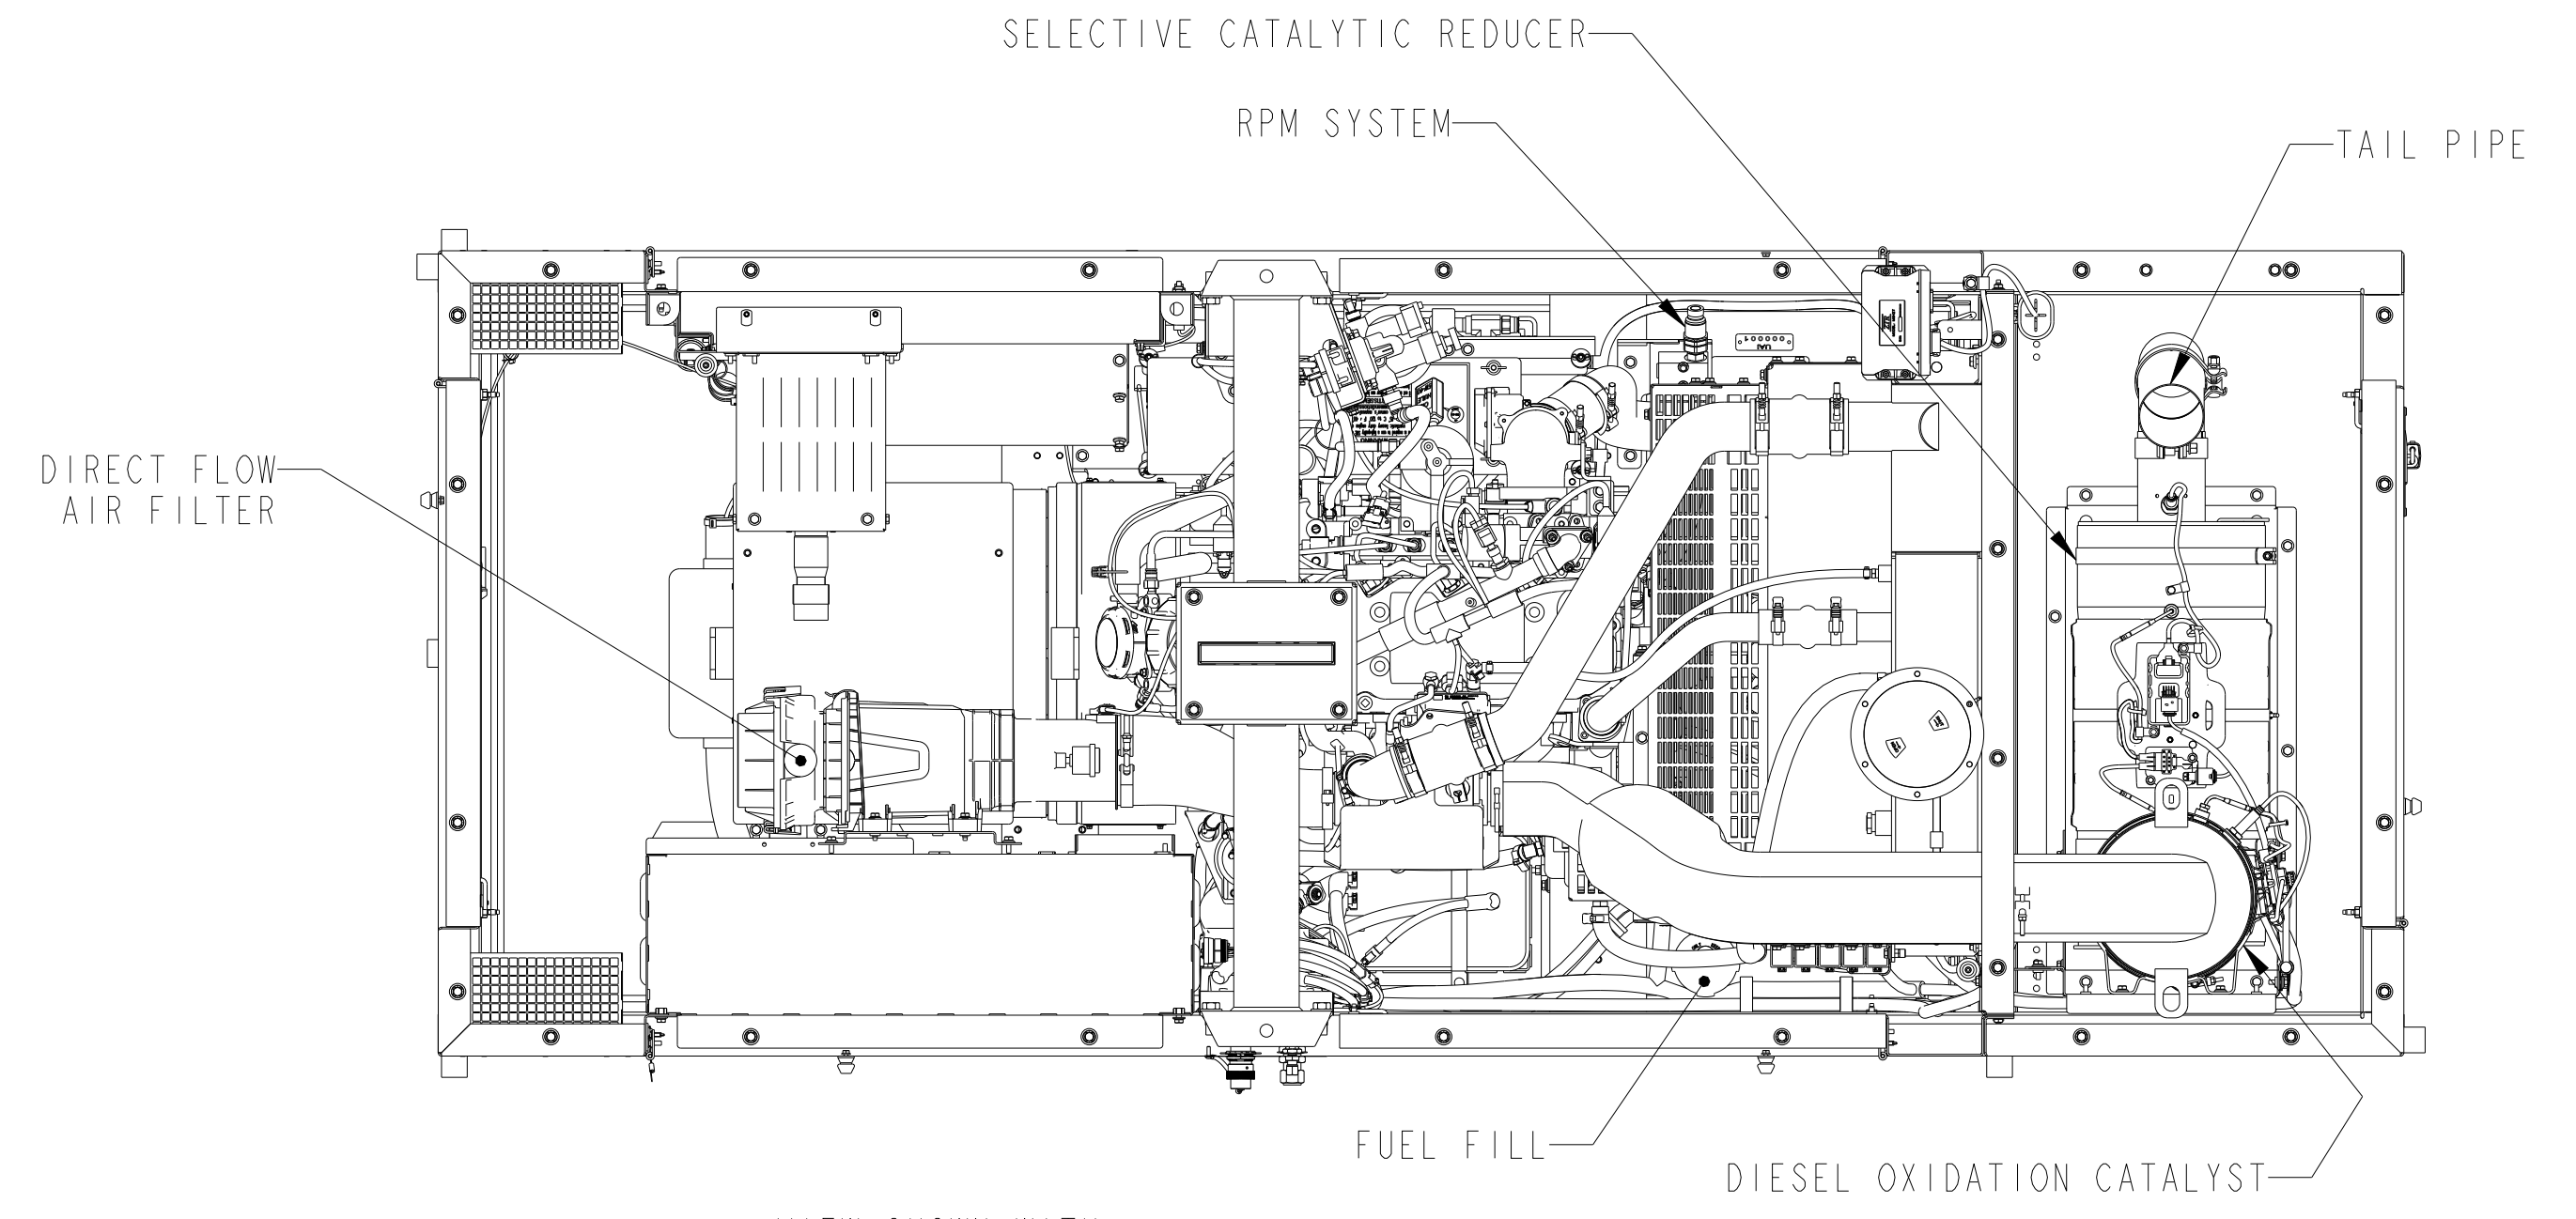 SELECTIVE CATALYTIC REDUCER
RPM SYSTEM
TAIL PIPE
DIRECT FLOW
AIR FILTER
FUEL FILL
DIESEL OXIDATION CATALYST